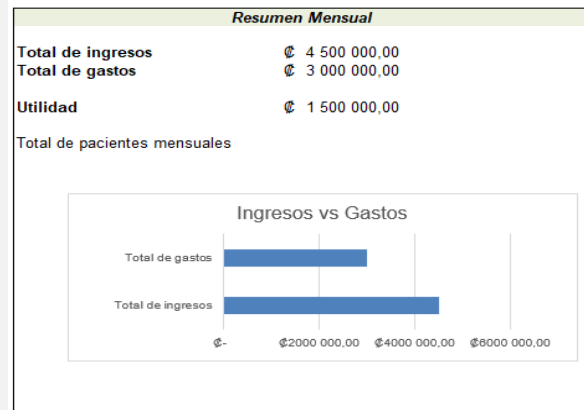 Resumen Mensual
Total de ingresos ₡ 4 500 000,00
Total de gastos ₡ 3 000 000,00
Utilidad ₡ 1 500 000,00
Total de pacientes mensuales
Ingresos vs Gastos
Total de gastos
Total de ingresos
₡- ₡2000 000,00 ₡4000 000,00 ₡6000 000,00